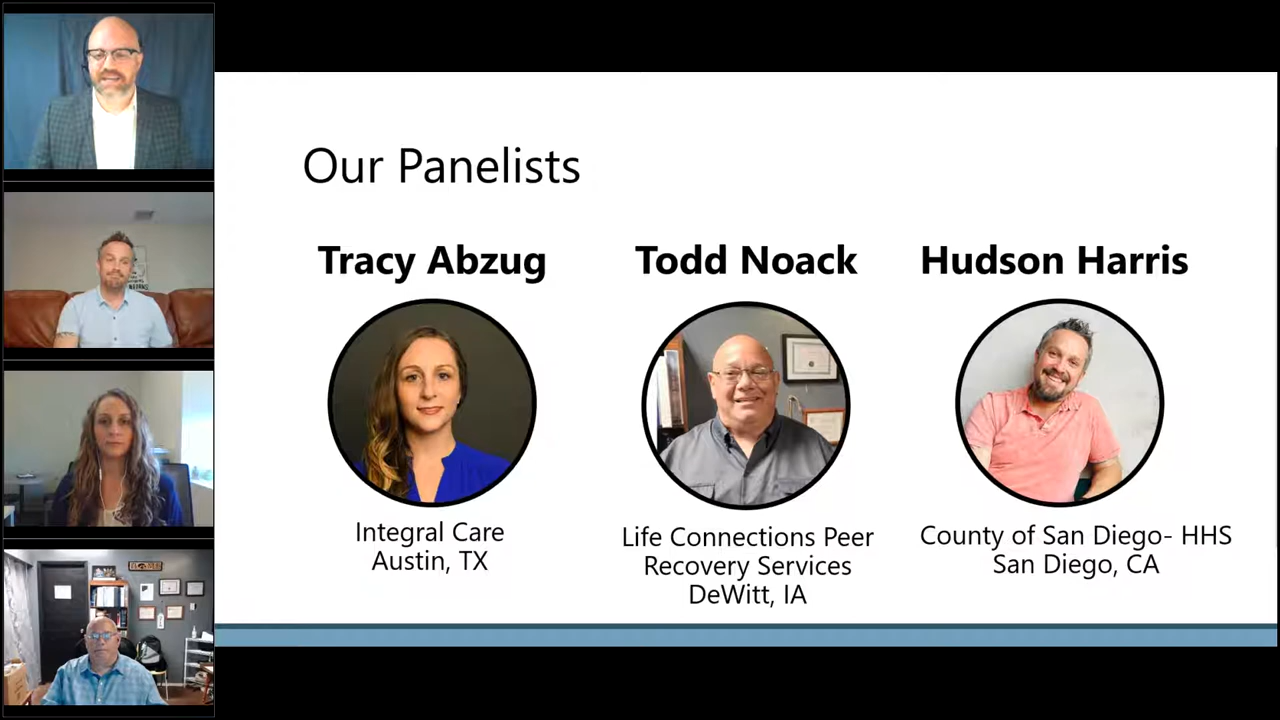 Our Panelists
Tracy Abzug
Todd Noack
Hudson Harris
Integral Care
Austin, TX
Life Connections Peer
Recovery Services
DeWitt, IA
County of San Diego- HHS
San Diego, CA